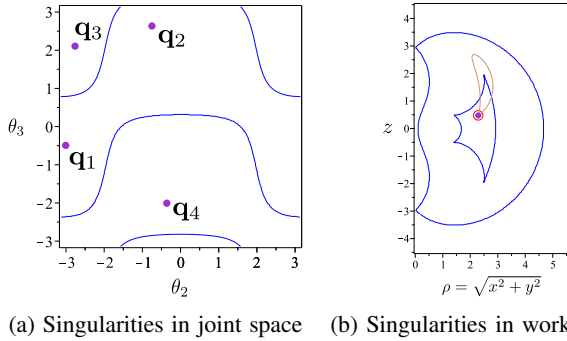 3
2
1
0
-1
-2
-3
θ3
q3
q2
q1
q4
-3 -2 -1 0 1 2 3
θ2
4
3
2
1
0
-1
-2
-3
-4
z
0 1 2 3 4 5
ρ = √x² + y²
(a) Singularities in joint space (b) Singularities in work